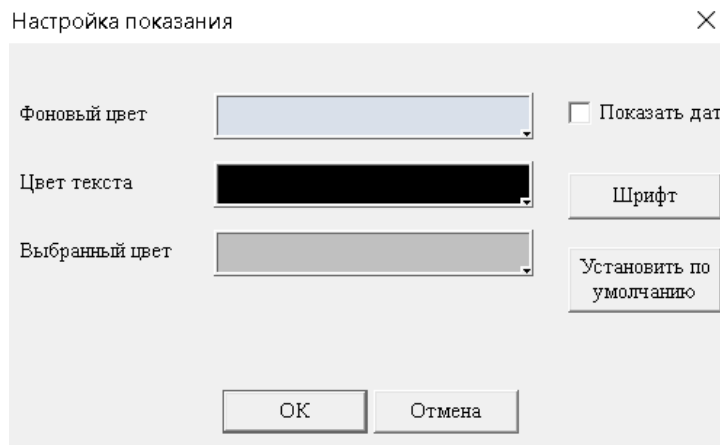 Настройка показания
Фоновый цвет
Показать дат
Цвет текста
Шрифт
Выбранный цвет
Установить по
умолчанию
OK
Отмена